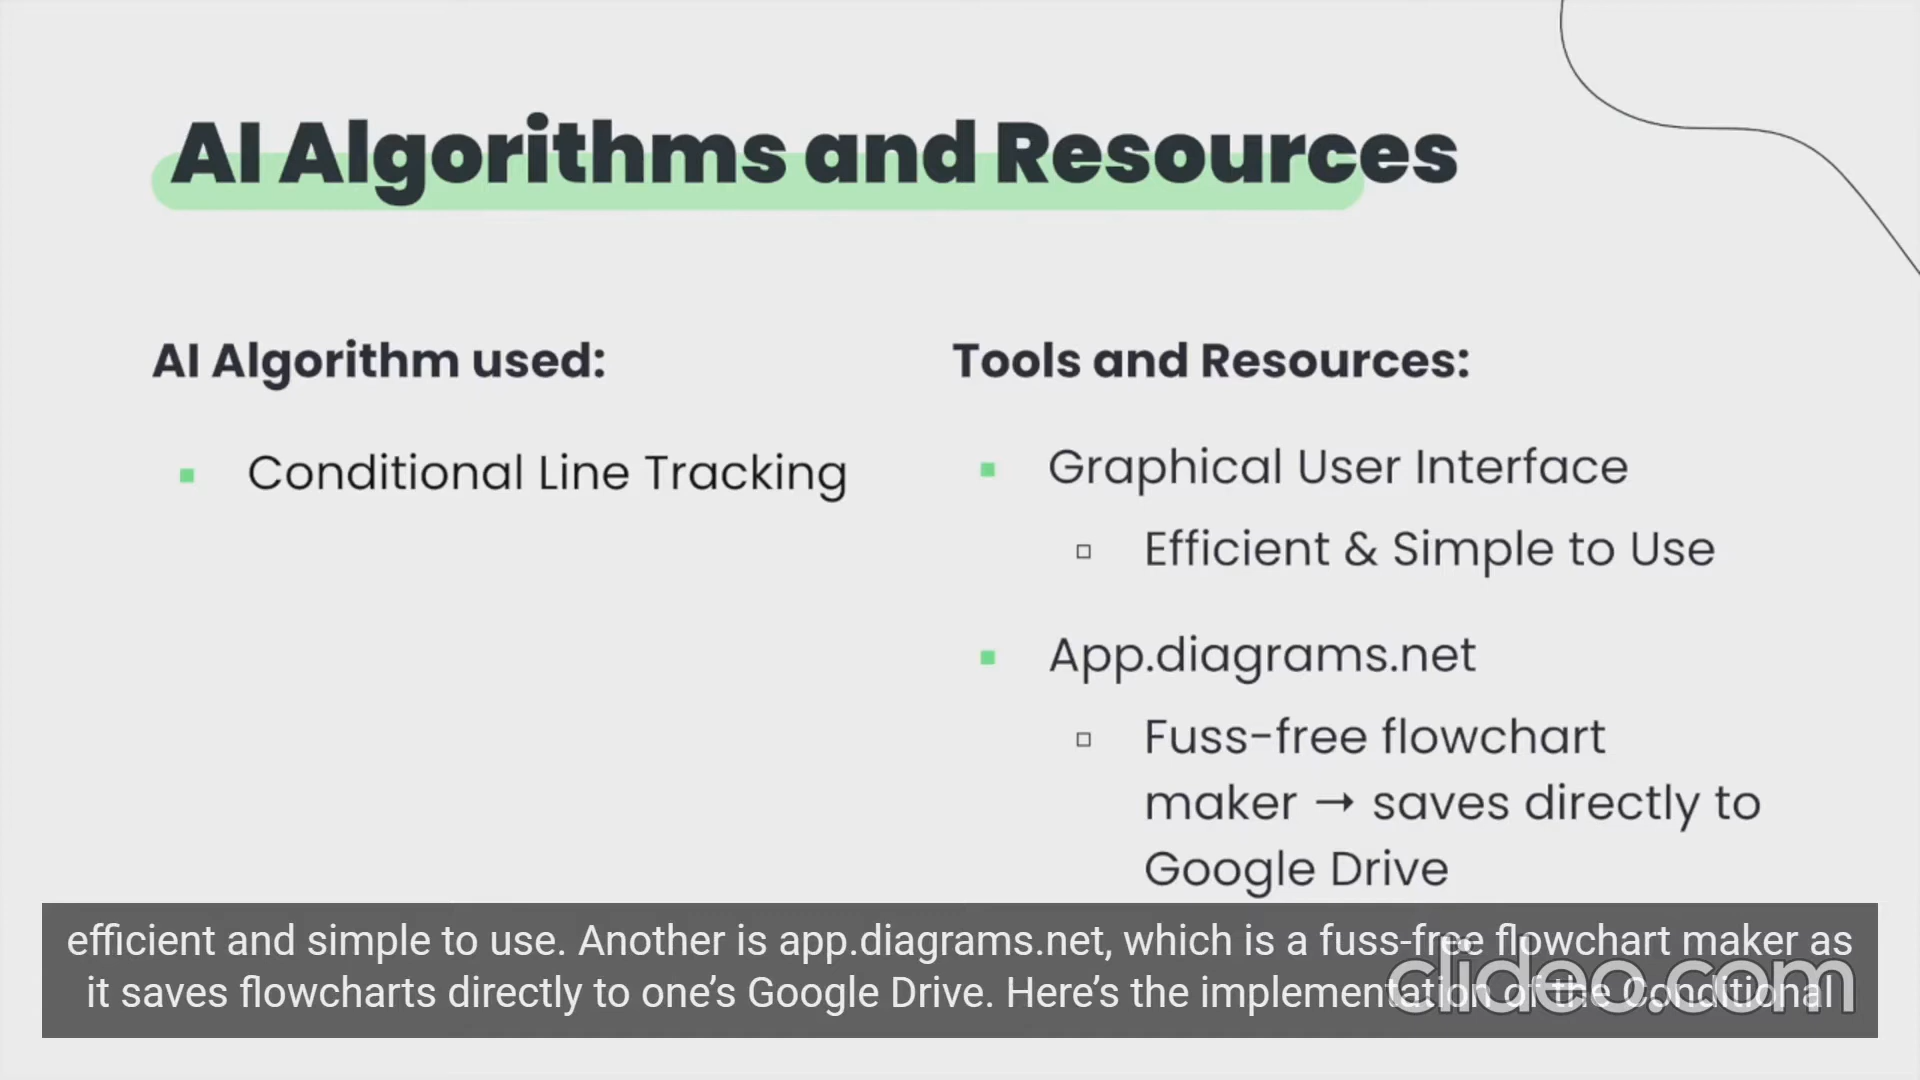 AI Algorithms and Resources
AI Algorithm used:
Conditional Line Tracking
Tools and Resources:
Graphical User Interface
Efficient & Simple to Use
App.diagrams.net
Fuss-free flowchart
maker → saves directly to
Google Drive
efficient and simple to use. Another is app.diagrams.net, which is a fuss-free flowchart maker as
it saves flowcharts directly to one’s Google Drive. Here’s the implementation of the Conditional
clideo.com